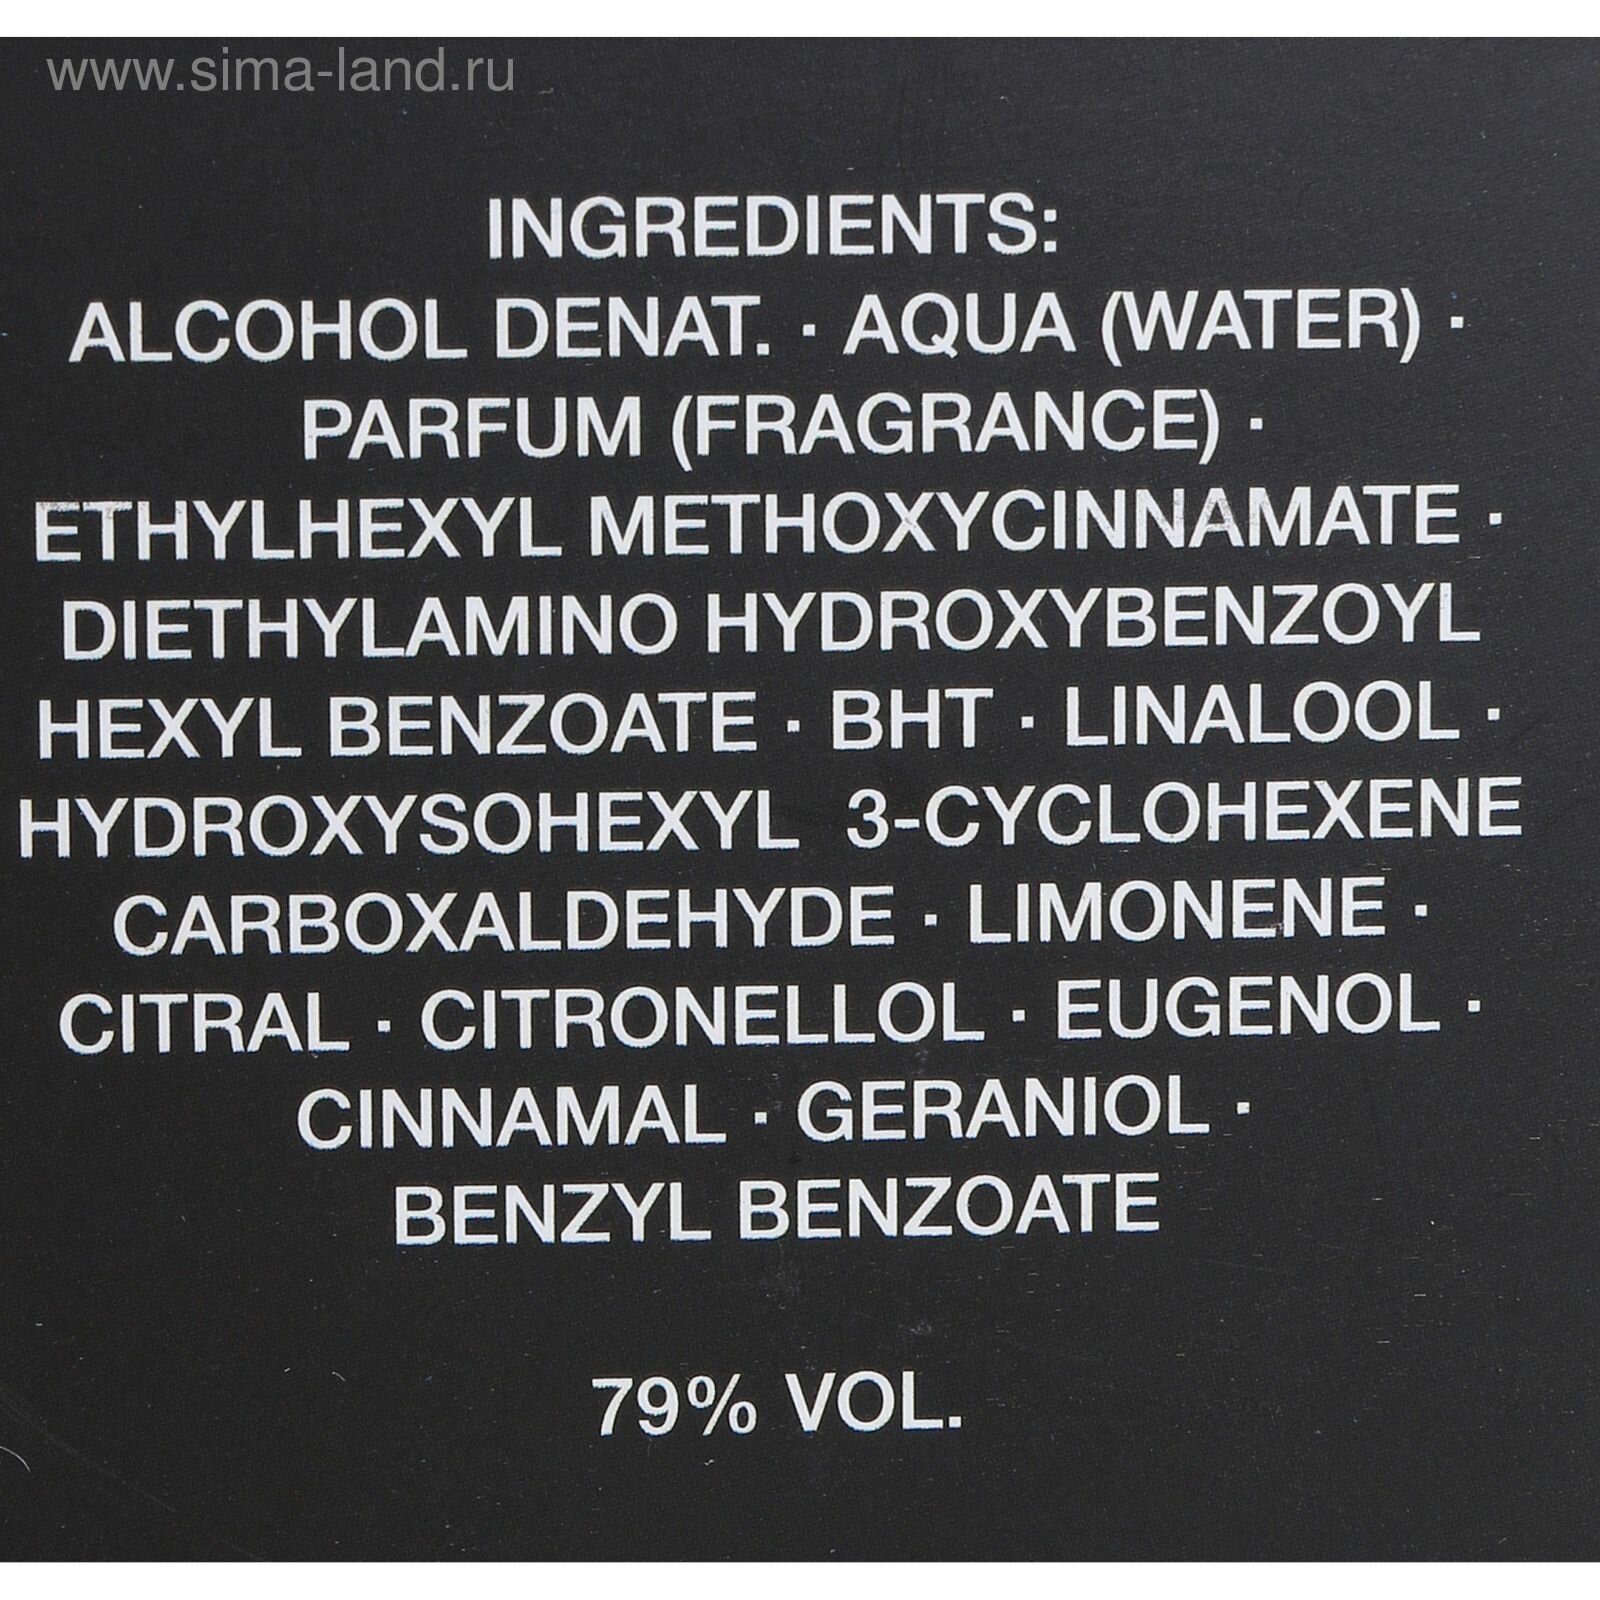 www.sima-land.ru
INGREDIENTS:
ALCOHOL DENAT. · AQUA (WATER) ·
PARFUM (FRAGRANCE) ·
ETHYLHEXYL METHOXYCINNAMATE ·
DIETHYLAMINO HYDROXYBENZOYL
HEXYL BENZOATE · BHT · LINALOOL ·
HYDROXYSOHEXYL 3-CYCLOHEXENE
CARBOXALDEHYDE · LIMONENE ·
CITRAL · CITRONELLOL · EUGENOL ·
CINNAMAL · GERANIOL ·
BENZYL BENZOATE
79% VOL.